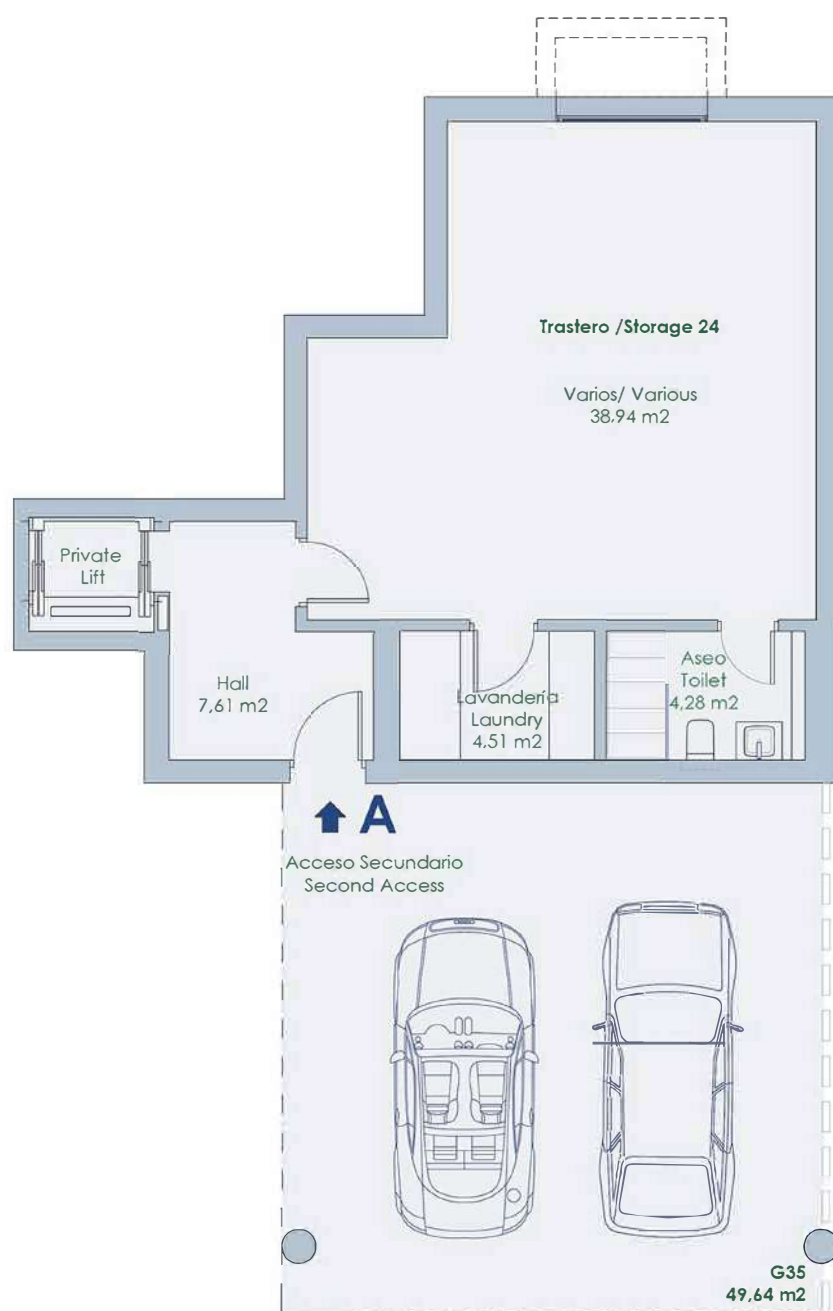 Trastero /Storage 24
Varios/ Various
38,94 m2
Private
Lift
Hall
7,61 m2
Lavandería
Laundry
4,51 m2
Aseo
Toilet
4,28 m2
A
Acceso Secundario
Second Access
G35
49,64 m2